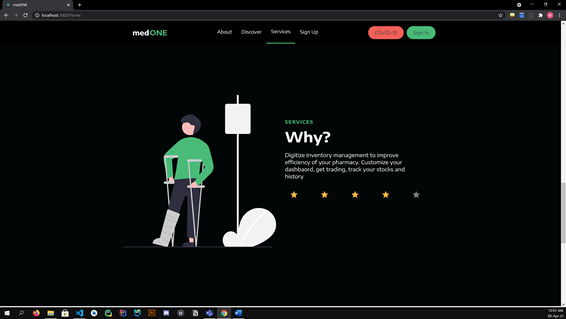 medONE
localhost:3000/Home
medONE
About
Discover
Services
Sign Up
COVID-19
Sign In
SERVICES
Why?
Digitize inventory management to improve
efficiency of your pharmacy. Customize your
dashbaord, get trading, track your stocks and
history
10:53 AM
08-Apr-21